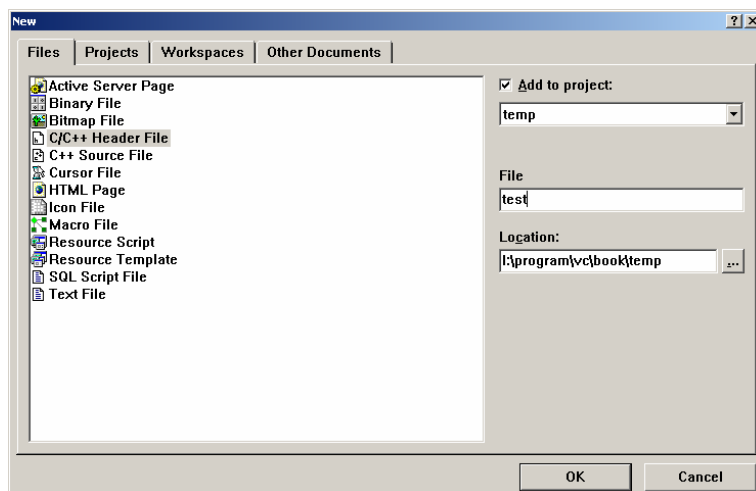 New
Files Projects Workspaces Other Documents
Active Server Page
Binary File
Bitmap File
C/C++ Header File
C++ Source File
Cursor File
HTML Page
Icon File
Macro File
Resource Script
Resource Template
SQL Script File
Text File
Add to project:
temp
File
test
Location:
I:\program\vc\book\temp
...
OK Cancel